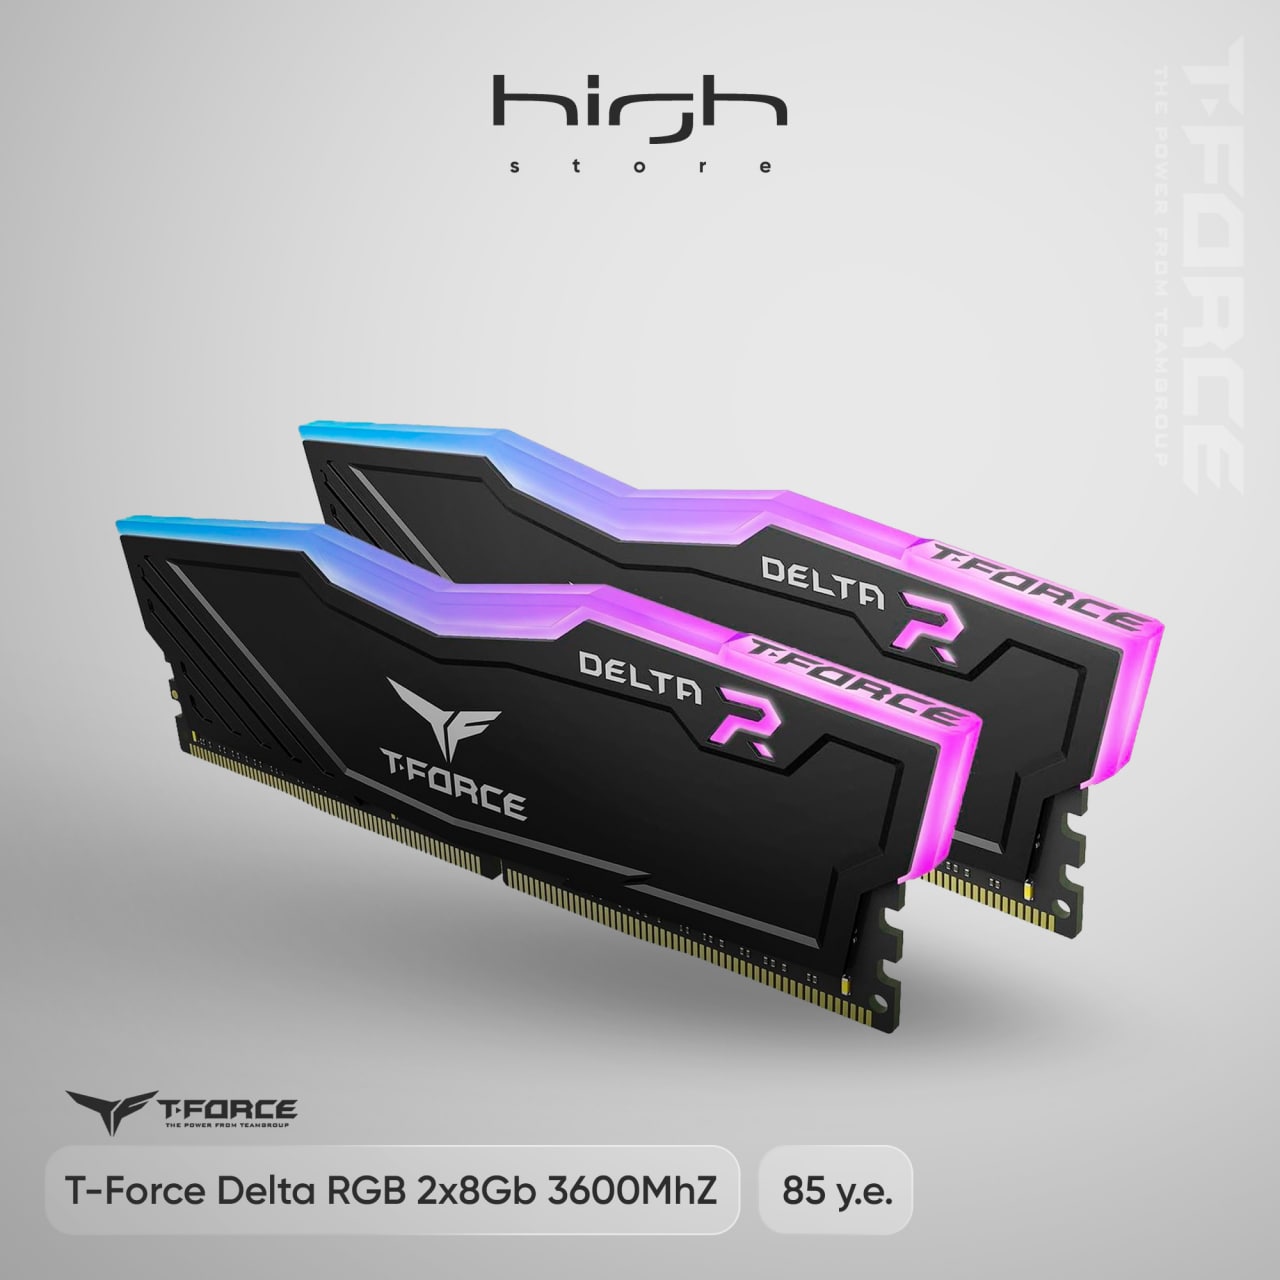 high
store
T-FORCE
THE POWER FROM TEAMGROUP
T-FORCE
DELTA R
T-FORCE
DELTA R
T-FORCE
T-FORCE
THE POWER FROM TEAMGROUP
T-Force Delta RGB 2x8Gb 3600MhZ
85 y.e.